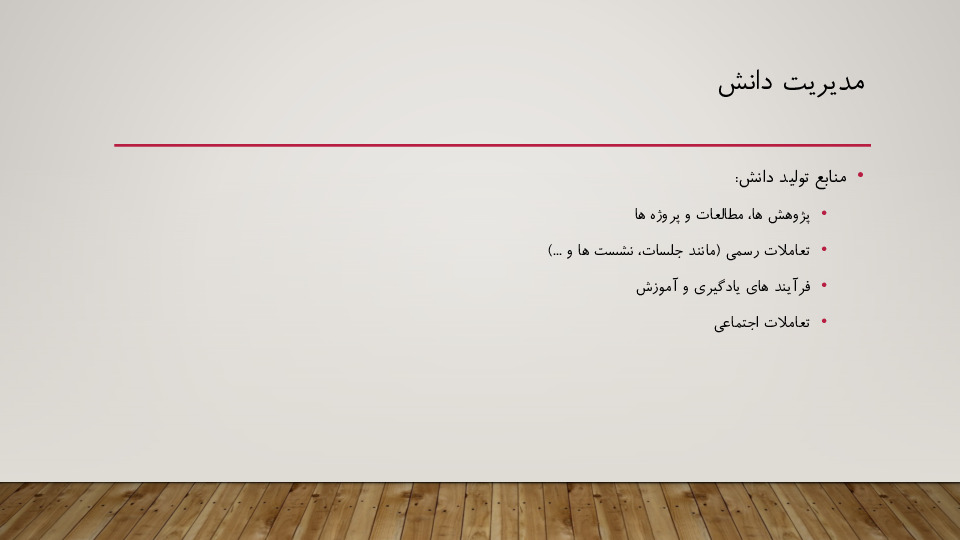 مدیریت دانش
• منابع تولید دانش:
• پژوهش ها، مطالعات و پروژه ها
• تعاملات رسمی (مانند جلسات، نشست ها و ...)
• فرآیند های یادگیری و آموزش
• تعاملات اجتماعی